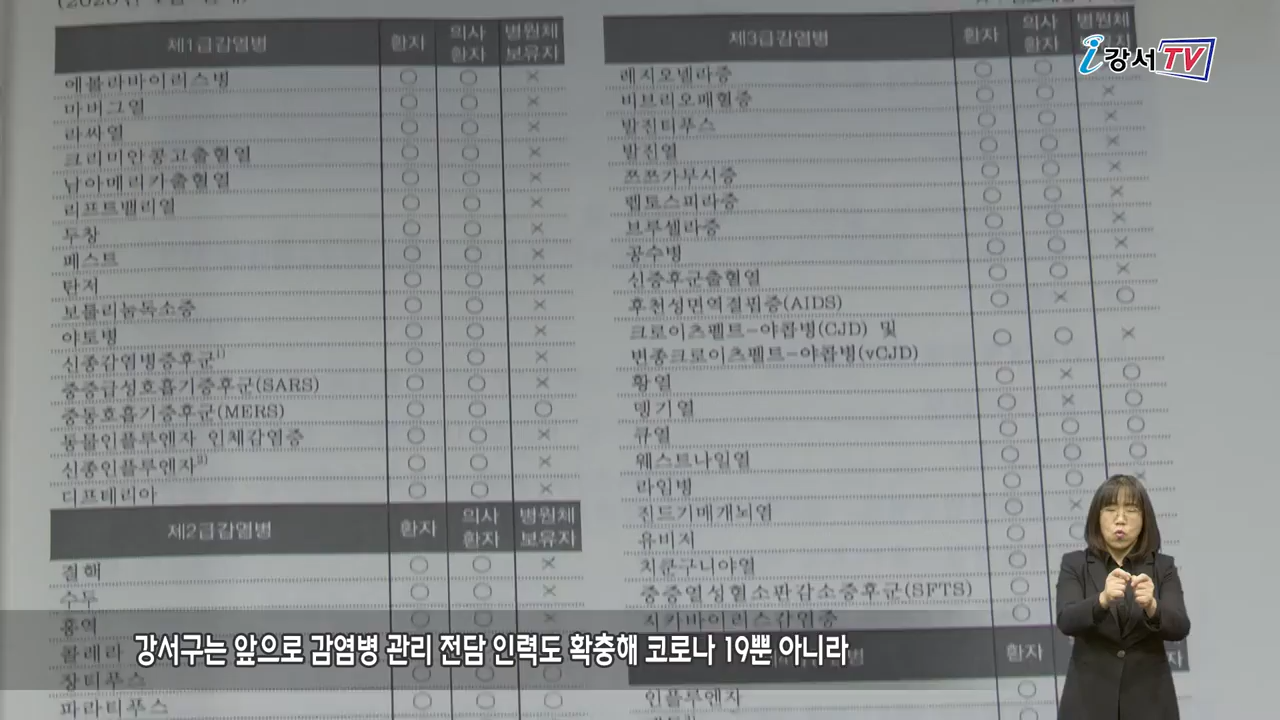 i강서TV
제1급감염병 환자 의사환자 병원체보유자
에볼라바이러스병 ○ ○ ×
마버그열 ○ ○ ×
라싸열 ○ ○ ×
크리미안콩고출혈열 ○ ○ ×
남아메리카출혈열 ○ ○ ×
리프트밸리열 ○ ○ ×
두창 ○ ○ ×
페스트 ○ ○ ×
탄저 ○ ○ ×
보툴리눔독소증 ○ ○ ×
야토병 ○ ○ ×
신종감염병증후군1) ○ ○ ×
중증급성호흡기증후군(SARS) ○ ○ ×
중동호흡기증후군(MERS) ○ ○ ○
동물인플루엔자 인체감염증 ○ ○ ×
신종인플루엔자2) ○ ○ ×
디프테리아 ○ ○ ×
제2급감염병 환자 의사환자 병원체보유자
결핵 ○ ○ ×
수두 ○ ○ ×
홍역 ○ ○ ×
콜레라
장티푸스 ○ ○ ○
파라티푸스 ○ ○ ○
제3급감염병 환자 의사환자 병원체
레지오넬라증 ○ ○
비브리오패혈증 ○ ○ ×
발진티푸스 ○ ○ ×
발진열 ○ ○ ×
쯔쯔가무시증 ○ ○ ×
렙토스피라증 ○ ○ ×
브루셀라증 ○ ○ ×
공수병 ○ ○ ×
신증후군출혈열 ○ ○ ×
후천성면역결핍증(AIDS) ○ × ○
크로이츠펠트-야콥병(CJD) 및
변종크로이츠펠트-야콥병(vCJD) ○ ○ ×
황열 ○ × ○
뎅기열 ○ × ○
큐열 ○ ○ ○
웨스트나일열 ○ ○ ○
라임병 ○ ○
진드기매개뇌염 ○ ×
유비저 ○
치쿤구니야열 ○
중증열성혈소판감소증후군(SFTS) ○
지카바이러스감염증 ○
환자
인플루엔자 ○
강서구는 앞으로 감염병 관리 전담 인력도 확충해 코로나 19뿐 아니라